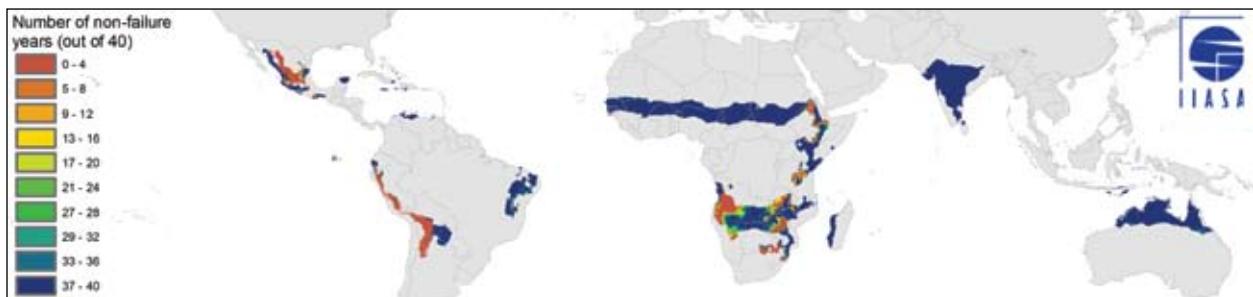 Number of non-failure
years (out of 40)
0 - 4
5 - 8
9 - 12
13 - 16
17 - 20
21 - 24
27 - 28
29 - 32
33 - 36
37 - 40
IIASA